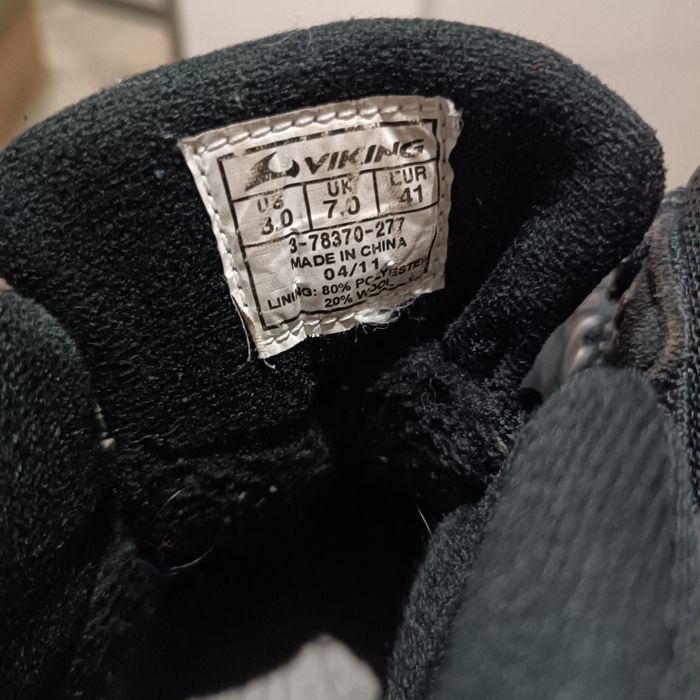 VIKING
US UK EUR
8.0 7.0 41
3-78370-277
MADE IN CHINA
04/11
LINING: 80% POLYESTER
20% WOOL